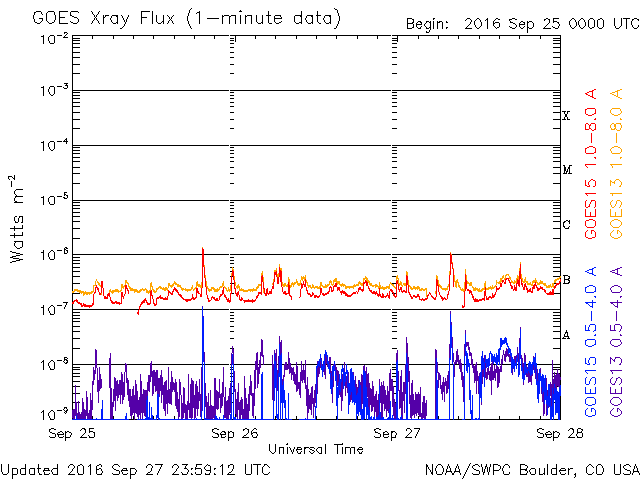 GOES Xray Flux (1-minute data)
Begin: 2016 Sep 25 0000 UTC
10⁻²
10⁻³
10⁻⁴
10⁻⁵
10⁻⁶
10⁻⁷
10⁻⁸
10⁻⁹
Watts m⁻²
X
M
C
B
A
GOES15 1.0-8.0 A
GOES13 1.0-8.0 A
GOES15 0.5-4.0 A
GOES13 0.5-4.0 A
Sep 25 Sep 26 Sep 27 Sep 28
Universal Time
Updated 2016 Sep 27 23:59:12 UTC
NOAA/SWPC Boulder, CO USA